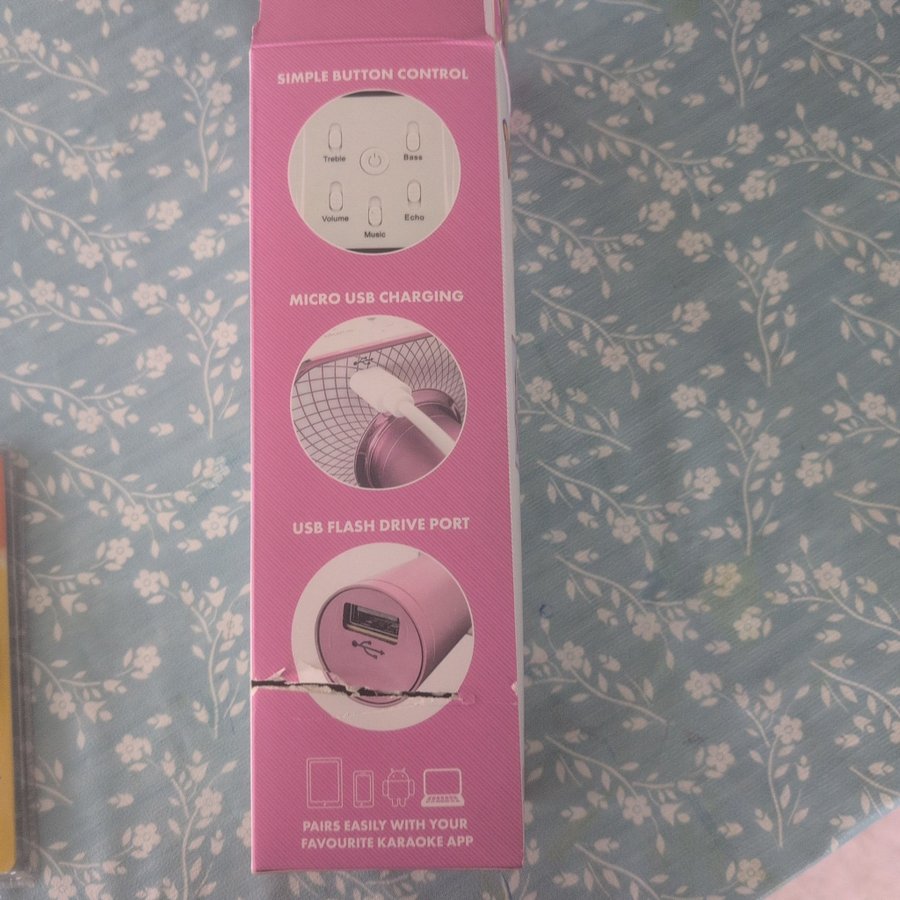 SIMPLE BUTTON CONTROL
Treble
Bass
Volume
Echo
Music
MICRO USB CHARGING
USB FLASH DRIVE PORT
PAIRS EASILY WITH YOUR
FAVOURITE KARAOKE APP